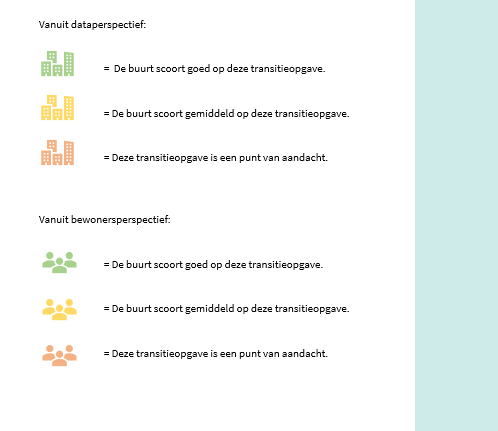 Vanuit dataperspectief:
= De buurt scoort goed op deze transitieopgave.
= De buurt scoort gemiddeld op deze transitieopgave.
= Deze transitieopgave is een punt van aandacht.
Vanuit bewonersperspectief:
= De buurt scoort goed op deze transitieopgave.
= De buurt scoort gemiddeld op deze transitieopgave.
= Deze transitieopgave is een punt van aandacht.